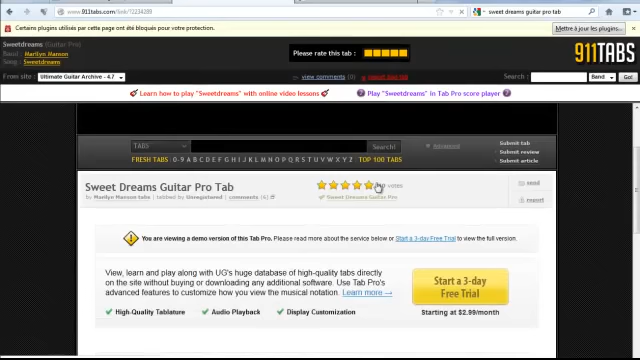 www.911tabs.com/link/?2234289
sweet dreams guitar pro tab
Certains plugins utilisés par cette page ont été bloqués pour votre protection.
Mettre à jour les plugins...
Sweetdreams (Guitar Pro)
Band: Marilyn Manson
Song: Sweetdreams
Please rate this tab :
911TABS
From site:
Ultimate Guitar Archive - 4.7
view comments (0)
report bad tab
Search :
Band
Go!
Learn how to play "Sweetdreams" with online video lessons
Play "Sweetdreams" in Tab Pro score player
TABS
Search!
Advanced
Submit tab
Submit review
Submit article
FRESH TABS 0-9 A B C D E F G H I J K L M N O P Q R S T U V W X Y Z TOP 100 TABS
Sweet Dreams Guitar Pro Tab
votes
send
by Marilyn Manson tabs | tabbed by Unregistered | comments (6)
Sweet Dreams Guitar Pro
report
You are viewing a demo version of this Tab Pro. Please read more about the service below or Start a 3-day Free Trial to view the full version.
View, learn and play along with UG's huge database of high-quality tabs directly
on the site without buying or downloading any additional software. Use Tab Pro's
advanced features to customize how you view the musical notation. Learn more →
Start a 3-day
Free Trial
High-Quality Tablature
Audio Playback
Display Customization
Starting at $2.99/month